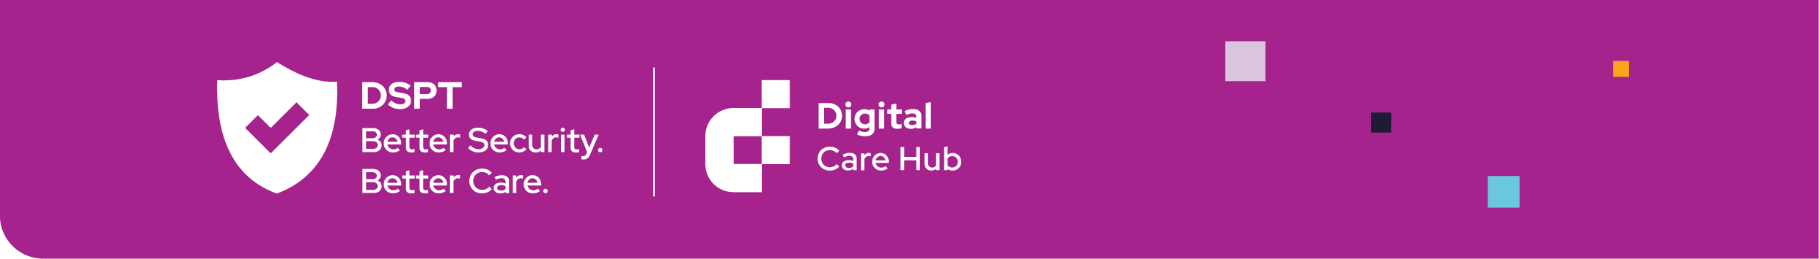 DSPT
Better Security.
Better Care.
Digital
Care Hub